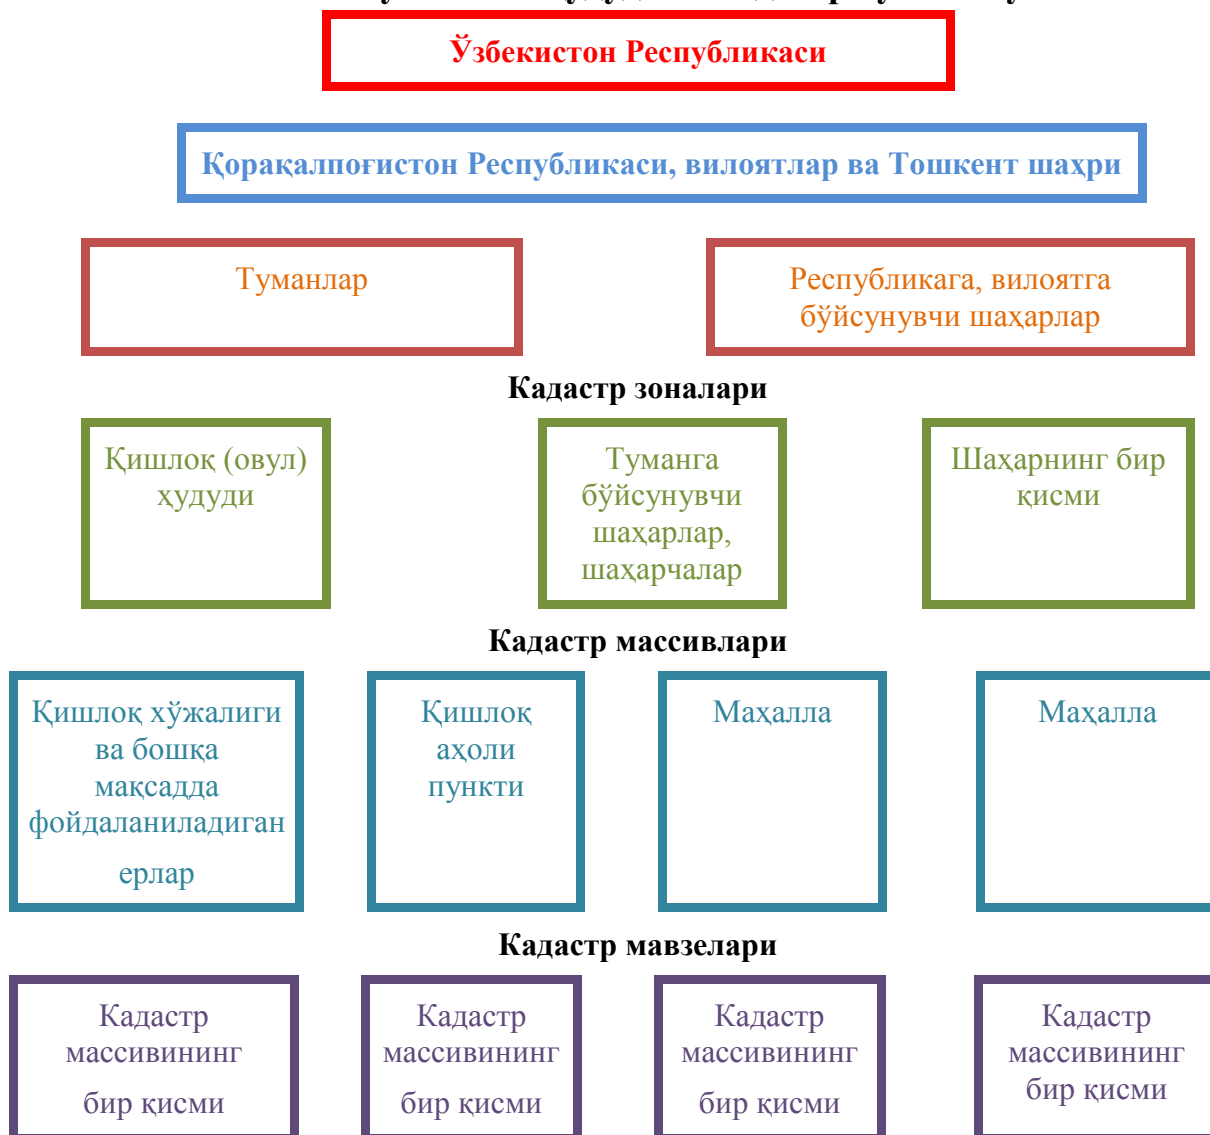 Ўзбекистон Республикаси
Қорақалпоғистон Республикаси, вилоятлар ва Тошкент шаҳри
Туманлар
Республикага, вилоятга
бўйсунувчи шаҳарлар
Кадастр зоналари
Қишлоқ (овул)
ҳудуди
Туманга
бўйсунувчи
шаҳарлар,
шаҳарчалар
Шаҳарнинг бир
қисми
Кадастр массивлари
Қишлоқ хўжалиги
ва бошқа
мақсадда
фойдаланиладиган
ерлар
Қишлоқ
аҳоли
пункти
Маҳалла
Маҳалла
Кадастр мавзелари
Кадастр
массивининг
бир қисми
Кадастр
массивининг
бир қисми
Кадастр
массивининг
бир қисми
Кадастр
массивининг
бир қисми